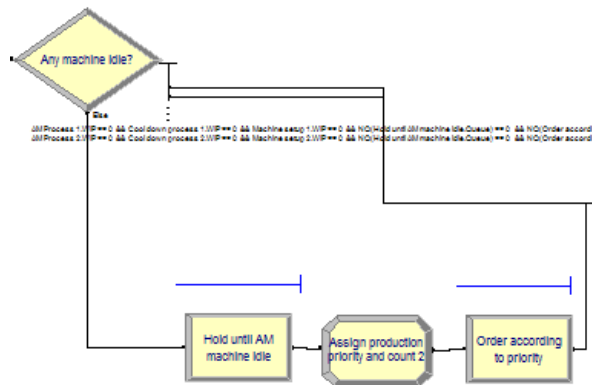 Any machine Idle?
Else
AM Process 1.WIP == 0 && Cool down process 1.WIP == 0 && Machine setup 1.WIP == 0 && NQ(Hold until AM machine Idle.Queue) == 0 && NQ(Order accordi
AM Process 2.WIP == 0 && Cool down process 2.WIP == 0 && Machine setup 2.WIP == 0 && NQ(Hold until AM machine Idle.Queue) == 0 && NQ(Order accordi
Hold until AM
machine Idle
Assign production
priority and count 2
Order according
to priority